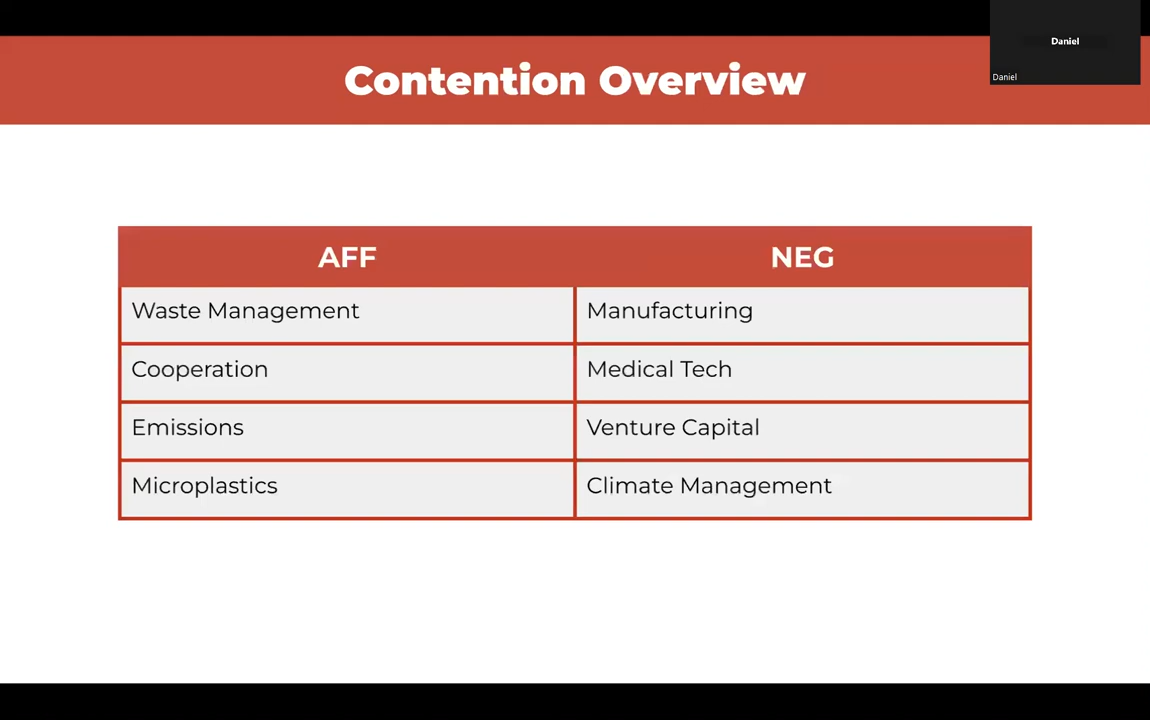 Daniel
Daniel
Contention Overview
AFF NEG
Waste Management Manufacturing
Cooperation Medical Tech
Emissions Venture Capital
Microplastics Climate Management